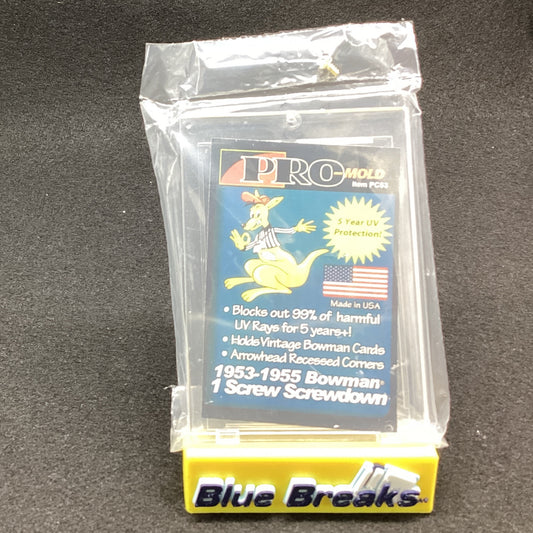 PRO-MOLD
Item PC53
5 Year UV
Protection!
Made in USA
• Blocks out 99% of harmful
UV Rays for 5 years+!
• Holds Vintage Bowman Cards
• Arrowhead Recessed Corners
1953-1955 Bowman®
1 Screw Screwdown
Blue Breaks